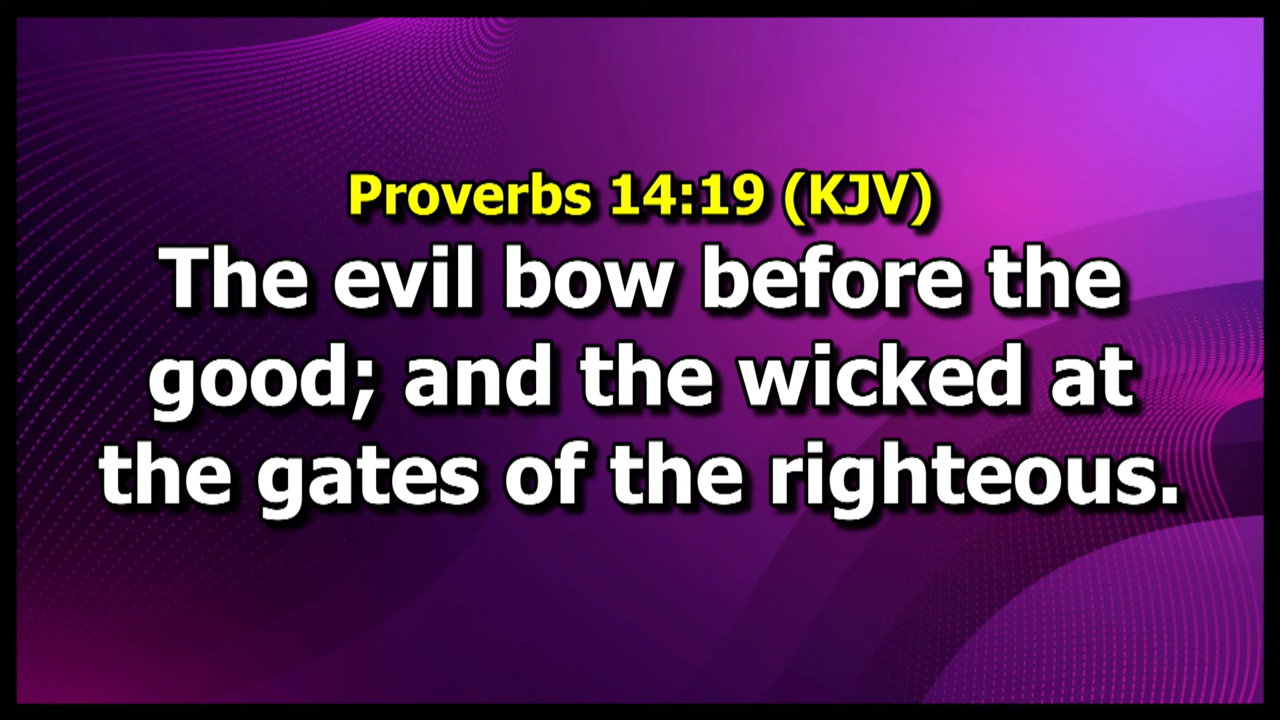 Proverbs 14:19 (KJV)
The evil bow before the
good; and the wicked at
the gates of the righteous.